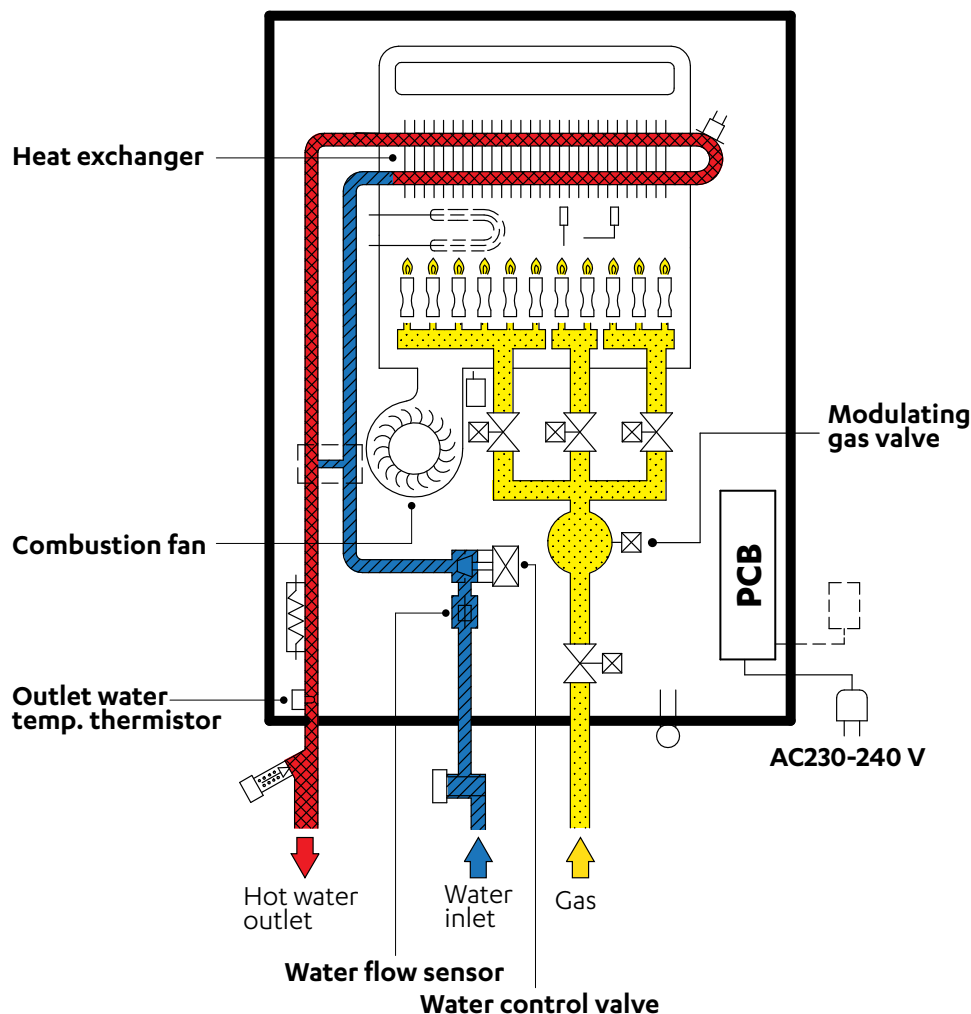 Heat exchanger
Modulating
gas valve
Combustion fan
PCB
Outlet water
temp. thermistor
AC230-240 V
Hot water
outlet
Water
inlet
Gas
Water flow sensor
Water control valve